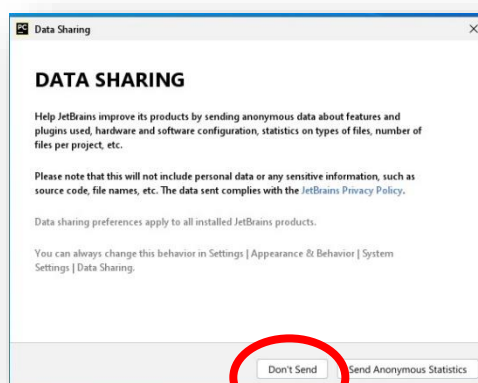 PC Data Sharing
DATA SHARING
Help JetBrains improve its products by sending anonymous data about features and
plugins used, hardware and software configuration, statistics on types of files, number of
files per project, etc.
Please note that this will not include personal data or any sensitive information, such as
source code, file names, etc. The data sent complies with the JetBrains Privacy Policy.
Data sharing preferences apply to all installed JetBrains products.
You can always change this behavior in Settings | Appearance & Behavior | System
Settings | Data Sharing.
Don't Send Send Anonymous Statistics